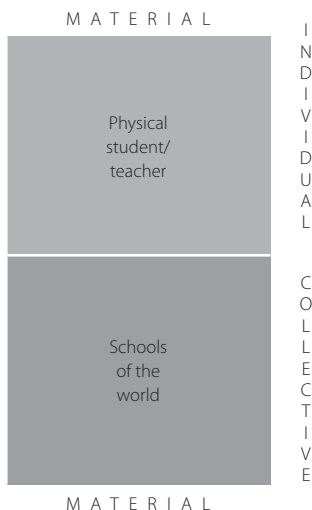 MATERIAL
INDIVIDUAL
Physical
student/
teacher
COLLECTIVE
Schools
of the
world
MATERIAL